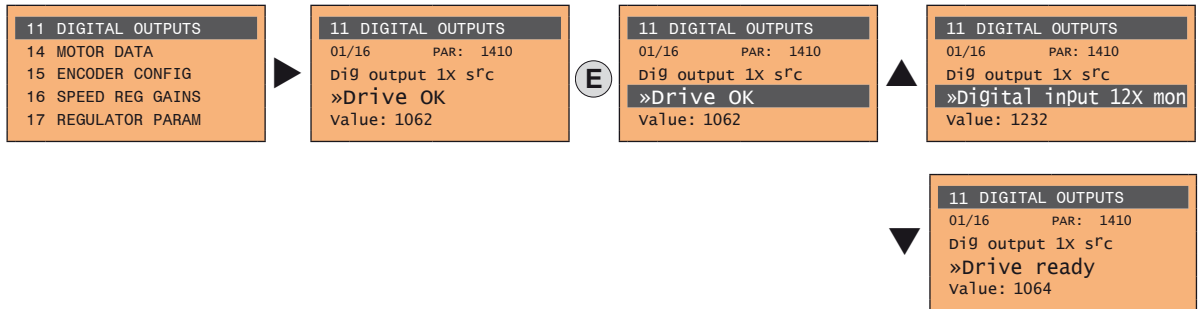 11 DIGITAL OUTPUTS
14 MOTOR DATA
15 ENCODER CONFIG
16 SPEED REG GAINS
17 REGULATOR PARAM
11 DIGITAL OUTPUTS
01/16 PAR: 1410
Dig output 1X src
»Drive OK
Value: 1062
E
11 DIGITAL OUTPUTS
01/16 PAR: 1410
Dig output 1X src
»Drive OK
Value: 1062
11 DIGITAL OUTPUTS
01/16 PAR: 1410
Dig output 1X src
»Digital inPut 12X mon
Value: 1232
11 DIGITAL OUTPUTS
01/16 PAR: 1410
Dig output 1X src
»Drive ready
Value: 1064